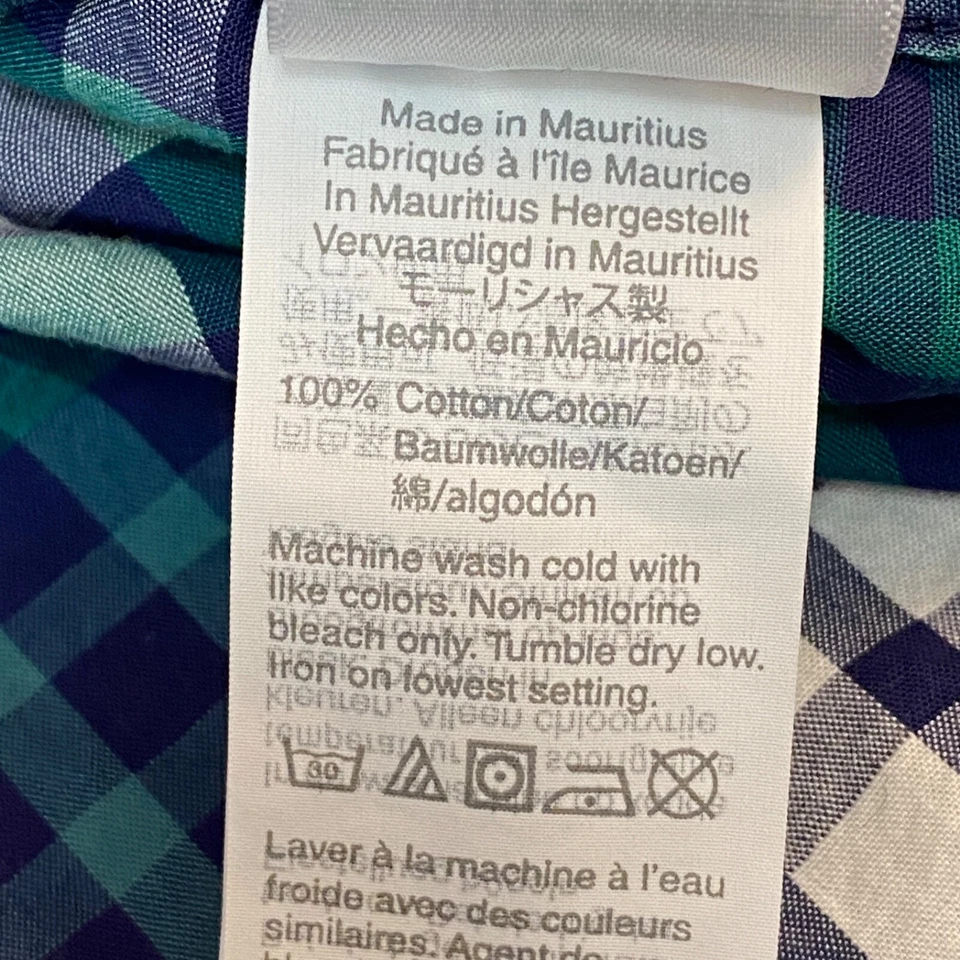 Made in Mauritius
Fabriqué à l'île Maurice
In Mauritius Hergestellt
Vervaardigd in Mauritius
モーリシャス製
Hecho en Mauricio
100% Cotton/Coton/
Baumwolle/Katoen/
綿/algodón
Machine wash cold with
like colors. Non-chlorine
bleach only. Tumble dry low.
Iron on lowest setting.
30
Laver à la machine à l'eau
froide avec des couleurs
similaires. Agent de